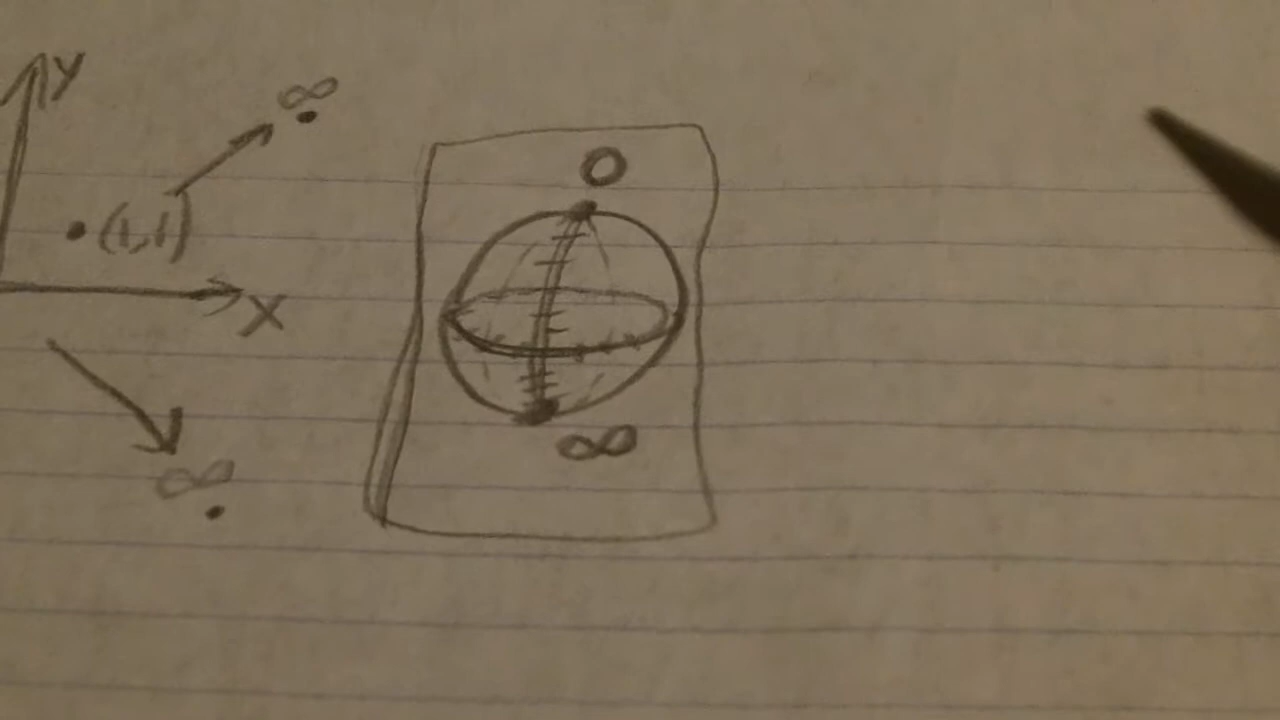 y
∞
(1,1)
x
∞
0
∞